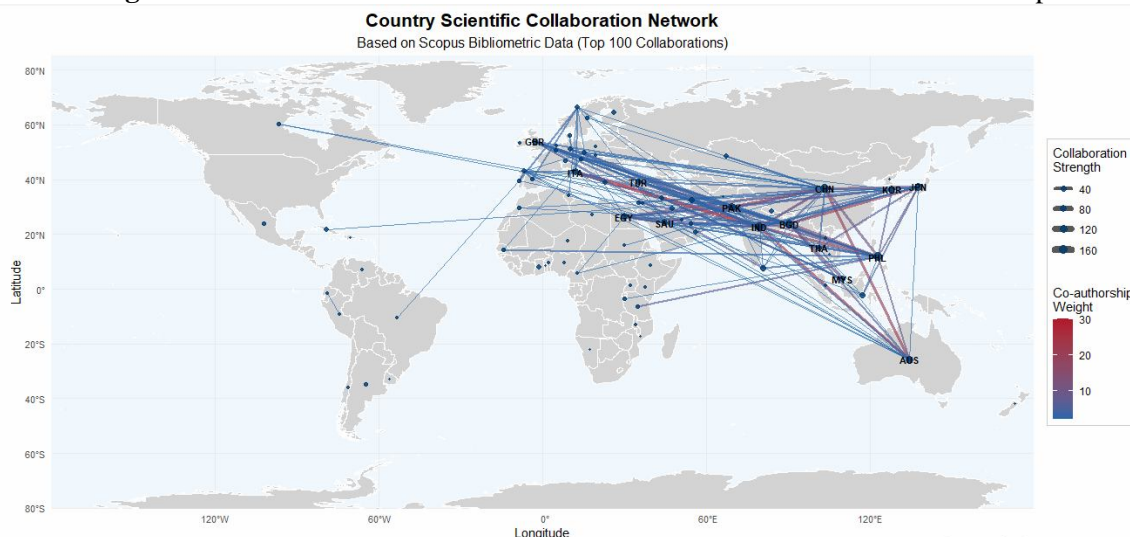 Country Scientific Collaboration Network
Based on Scopus Bibliometric Data (Top 100 Collaborations)
80°N
60°N
40°N
20°N
0°
20°S
40°S
60°S
80°S
Latitude
GBR
ITA
TUR
CHN
KOR
JPN
PAK
EGY
SAU
IND
BGD
THA
PHL
MYS
AUS
120°W
60°W
0°
60°E
120°E
Longitude
Collaboration
Strength
40
80
120
160
Co-authorship
Weight
30
20
10